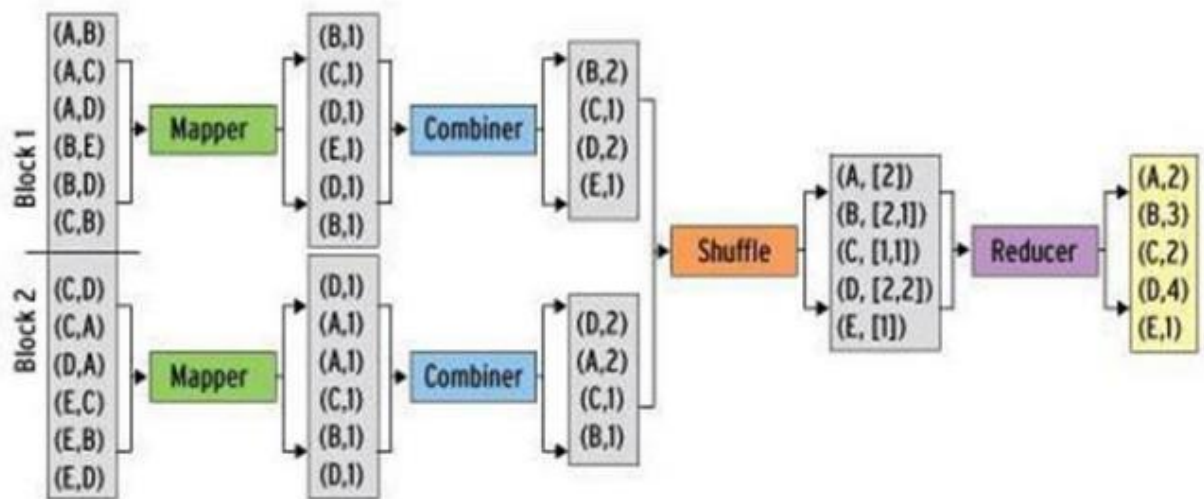 Block 1
(A,B)
(A,C)
(A,D)
(B,E)
(B,D)
(C,B)
Mapper
(B,1)
(C,1)
(D,1)
(E,1)
(D,1)
(B,1)
Combiner
(B,2)
(C,1)
(D,2)
(E,1)
Block 2
(C,D)
(C,A)
(D,A)
(E,C)
(E,B)
(E,D)
Mapper
(D,1)
(A,1)
(A,1)
(C,1)
(B,1)
(D,1)
Combiner
(D,2)
(A,2)
(C,1)
(B,1)
Shuffle
(A, [2])
(B, [2,1])
(C, [1,1])
(D, [2,2])
(E, [1])
Reducer
(A,2)
(B,3)
(C,2)
(D,4)
(E,1)